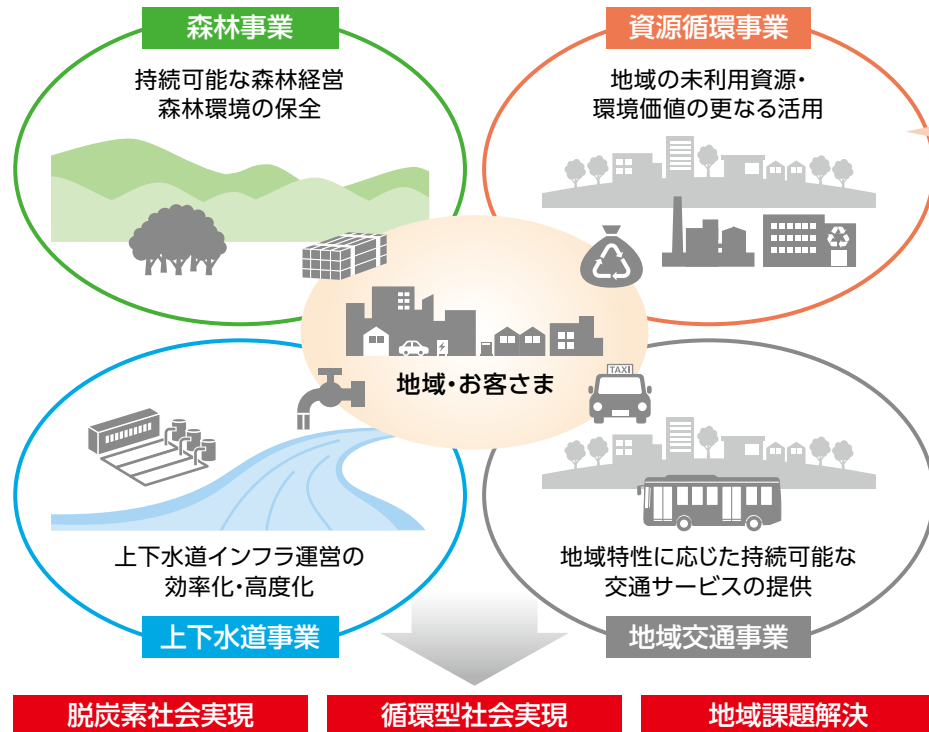 森林事業
持続可能な森林経営
森林環境の保全
資源循環事業
地域の未利用資源・
環境価値の更なる活用
地域・お客さま
TAXI
上下水道インフラ運営の
効率化・高度化
上下水道事業
地域特性に応じた持続可能な
交通サービスの提供
地域交通事業
脱炭素社会実現
循環型社会実現
地域課題解決